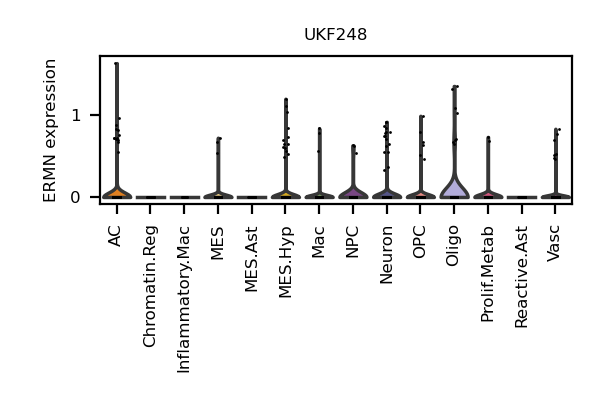 UKF248
ERMN expression
1
0
AC
Chromatin.Reg
Inflammatory.Mac
MES
MES.Ast
MES.Hyp
Mac
NPC
Neuron
OPC
Oligo
Prolif.Metab
Reactive.Ast
Vasc